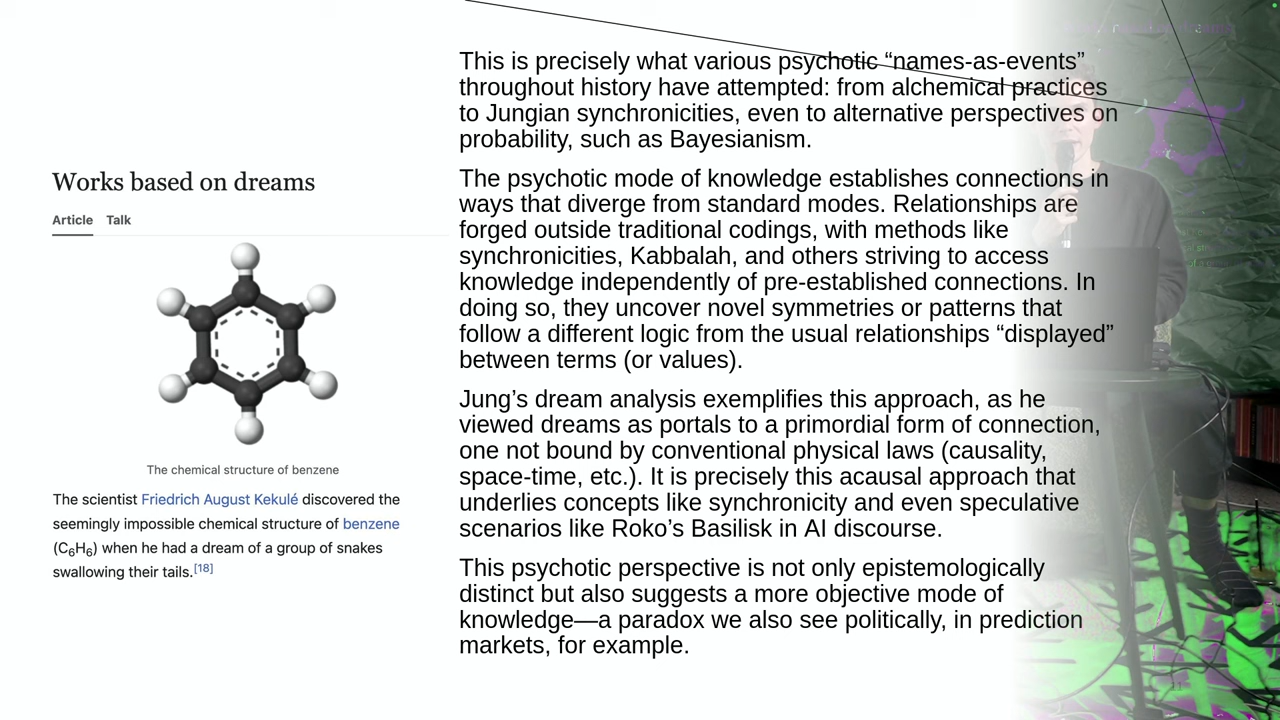 Works based on dreams
Article Talk
The chemical structure of benzene
The scientist Friedrich August Kekulé discovered the
seemingly impossible chemical structure of benzene
(C₆H₆) when he had a dream of a group of snakes
swallowing their tails.[18]
This is precisely what various psychotic “names-as-events”
throughout history have attempted: from alchemical practices
to Jungian synchronicities, even to alternative perspectives on
probability, such as Bayesianism.
The psychotic mode of knowledge establishes connections in
ways that diverge from standard modes. Relationships are
forged outside traditional codings, with methods like
synchronicities, Kabbalah, and others striving to access
knowledge independently of pre-established connections. In
doing so, they uncover novel symmetries or patterns that
follow a different logic from the usual relationships “displayed”
between terms (or values).
Jung’s dream analysis exemplifies this approach, as he
viewed dreams as portals to a primordial form of connection,
one not bound by conventional physical laws (causality,
space-time, etc.). It is precisely this acausal approach that
underlies concepts like synchronicity and even speculative
scenarios like Roko’s Basilisk in AI discourse.
This psychotic perspective is not only epistemologically
distinct but also suggests a more objective mode of
knowledge—a paradox we also see politically, in prediction
markets, for example.